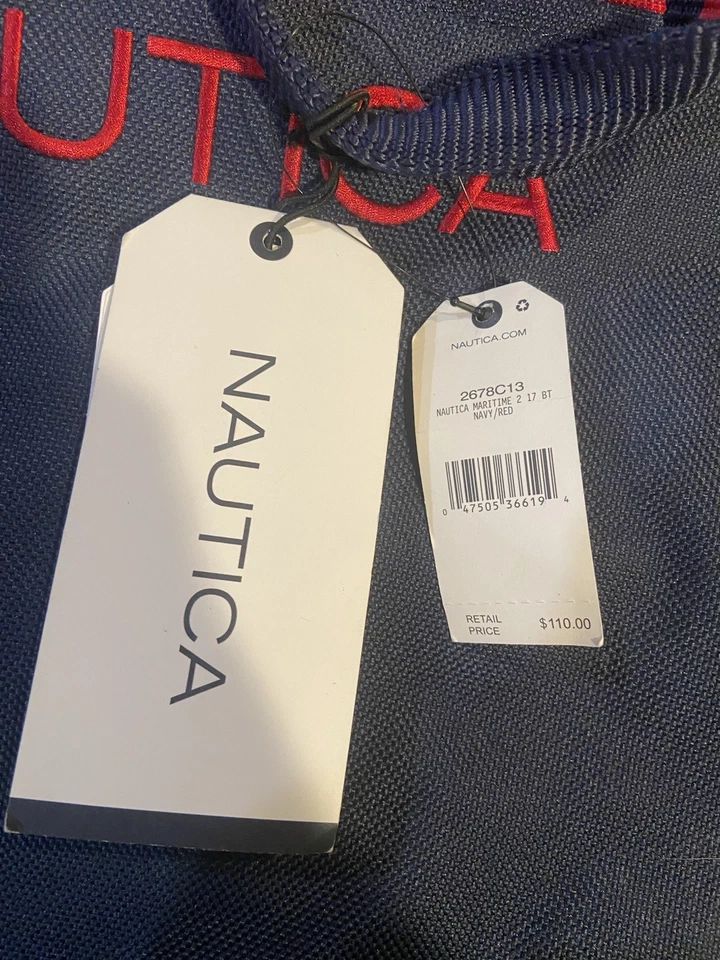 UTICA
NAUTICA
NAUTICA.COM
2678C13
NAUTICA MARITIME 2 17 BT
NAVY/RED
0 47505 36619 4
RETAIL
PRICE
$110.00